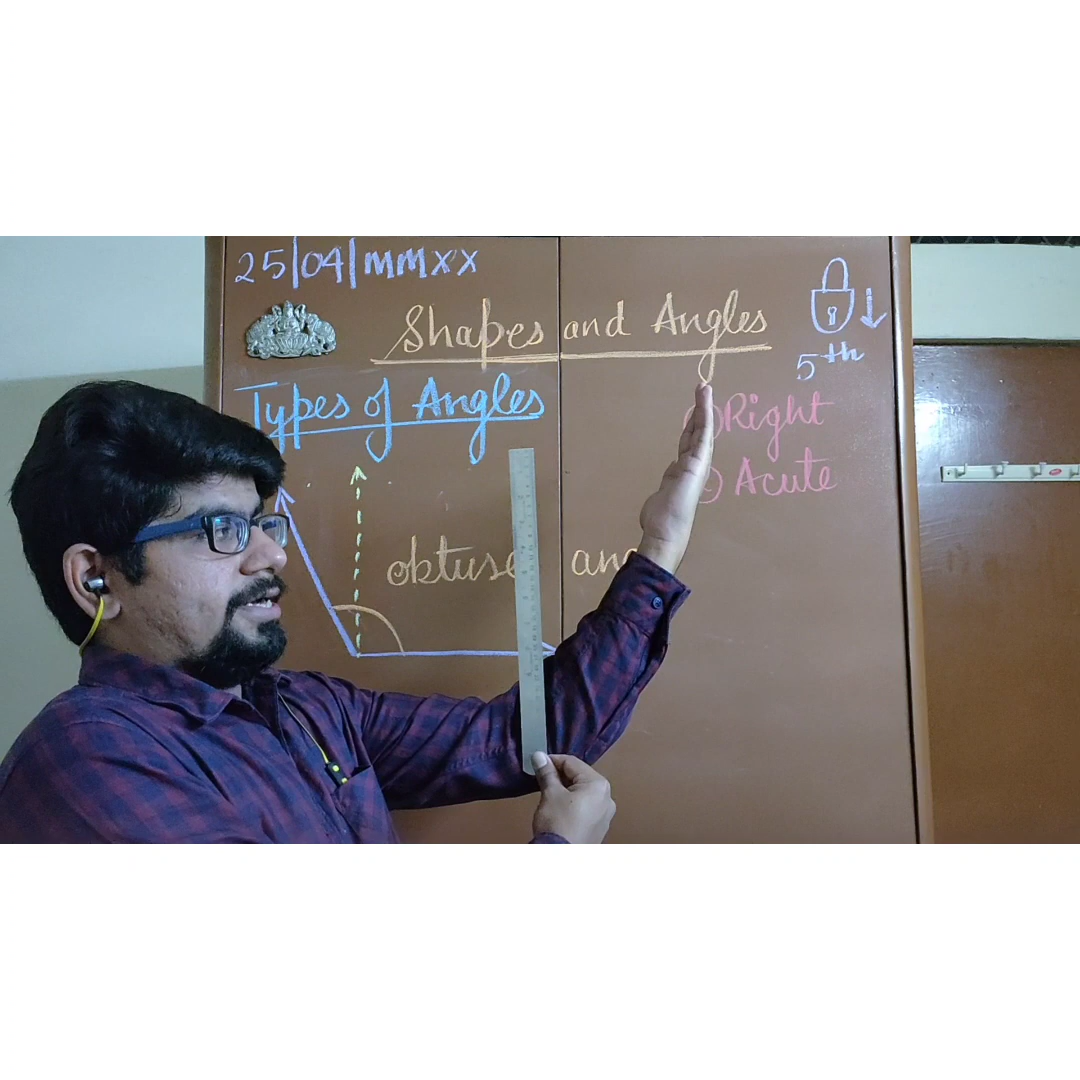 25/04/MMXX
Shapes and Angles
5th
Types of Angles
Right
Acute
obtuse